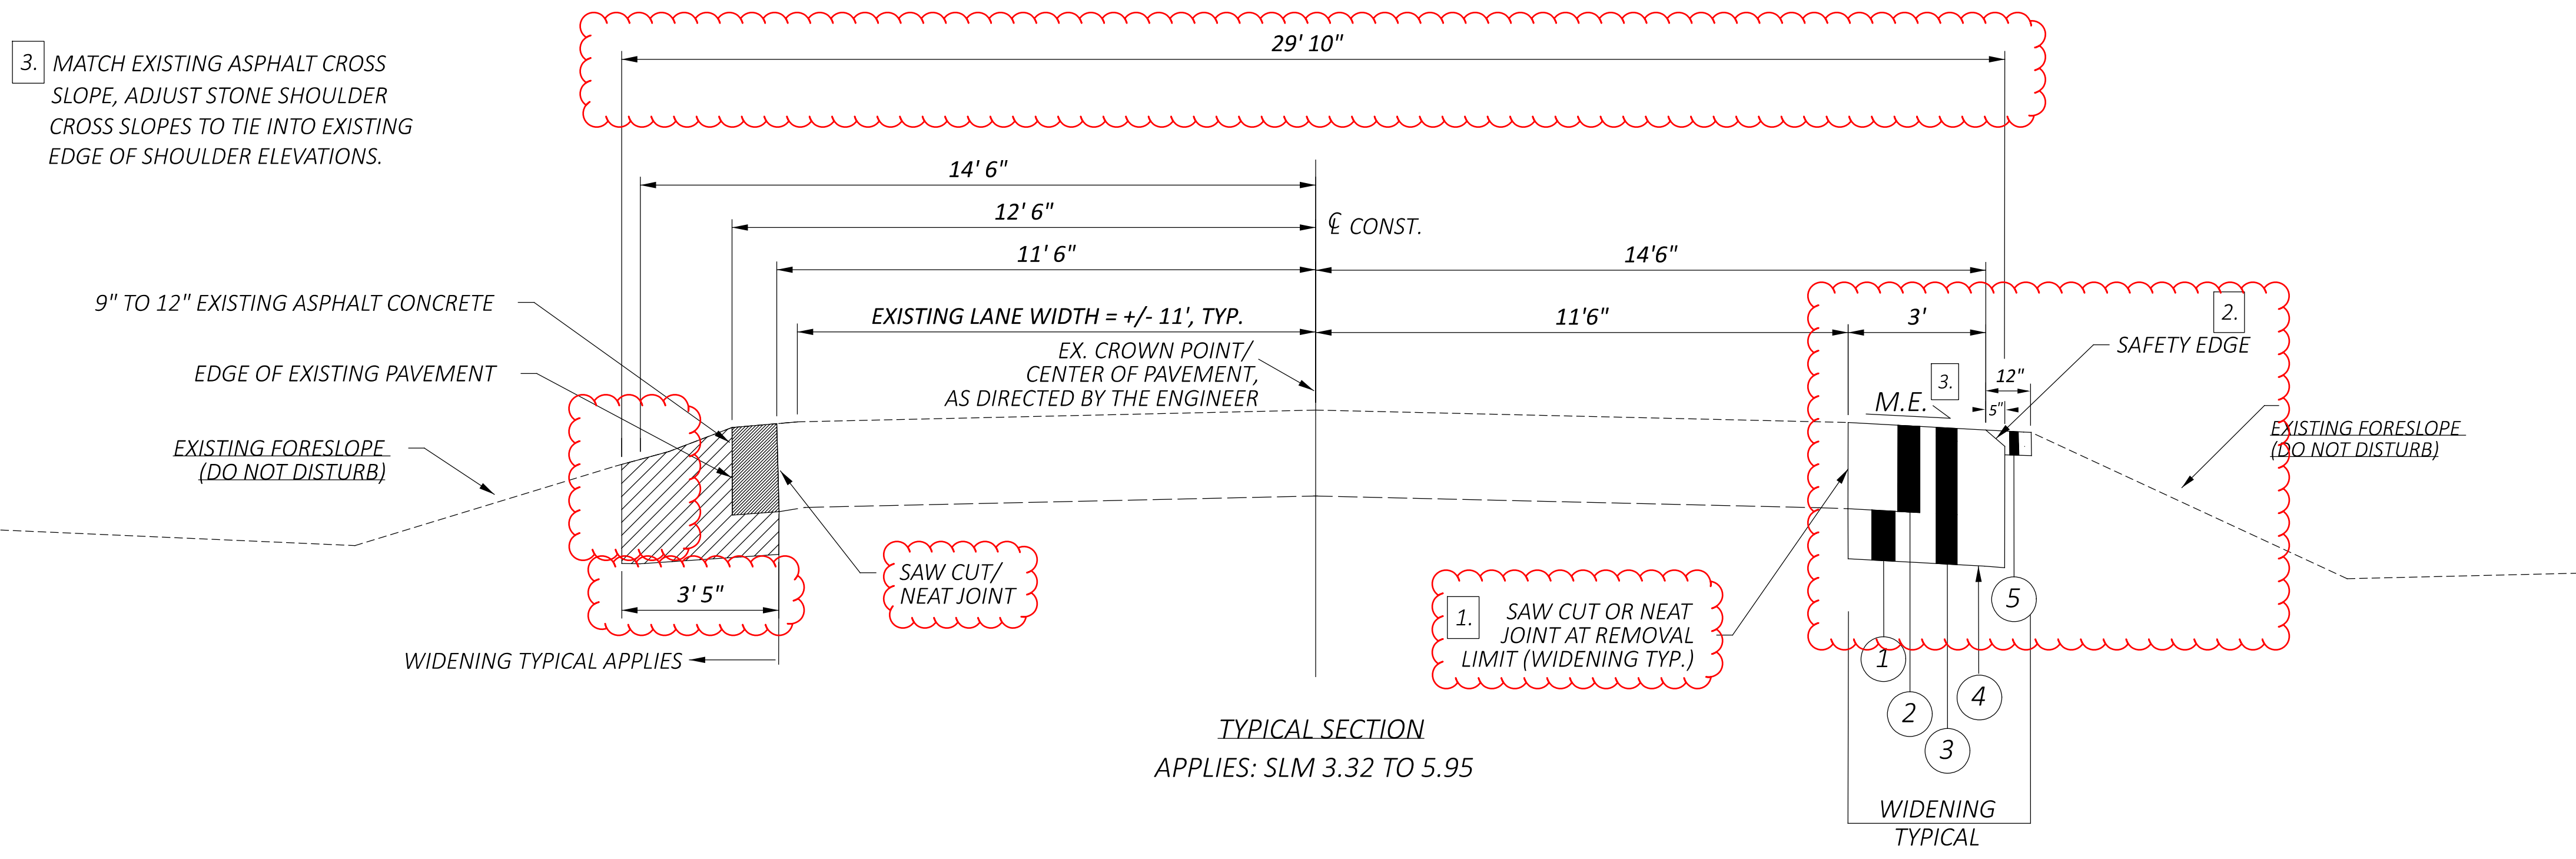 29' 10"
3. MATCH EXISTING ASPHALT CROSS
SLOPE, ADJUST STONE SHOULDER
CROSS SLOPES TO TIE INTO EXISTING
EDGE OF SHOULDER ELEVATIONS.
14' 6"
12' 6"
℄ CONST.
11' 6"
14'6"
9" TO 12" EXISTING ASPHALT CONCRETE
EXISTING LANE WIDTH = +/- 11', TYP.
11'6"
3'
2.
SAFETY EDGE
EX. CROWN POINT/
CENTER OF PAVEMENT,
AS DIRECTED BY THE ENGINEER
EDGE OF EXISTING PAVEMENT
M.E.
3.
12"
5"
EXISTING FORESLOPE
(DO NOT DISTURB)
EXISTING FORESLOPE
(DO NOT DISTURB)
SAW CUT/
NEAT JOINT
3' 5"
1. SAW CUT OR NEAT
JOINT AT REMOVAL
LIMIT (WIDENING TYP.)
WIDENING TYPICAL APPLIES
5
1
4
2
3
TYPICAL SECTION
APPLIES: SLM 3.32 TO 5.95
WIDENING
TYPICAL